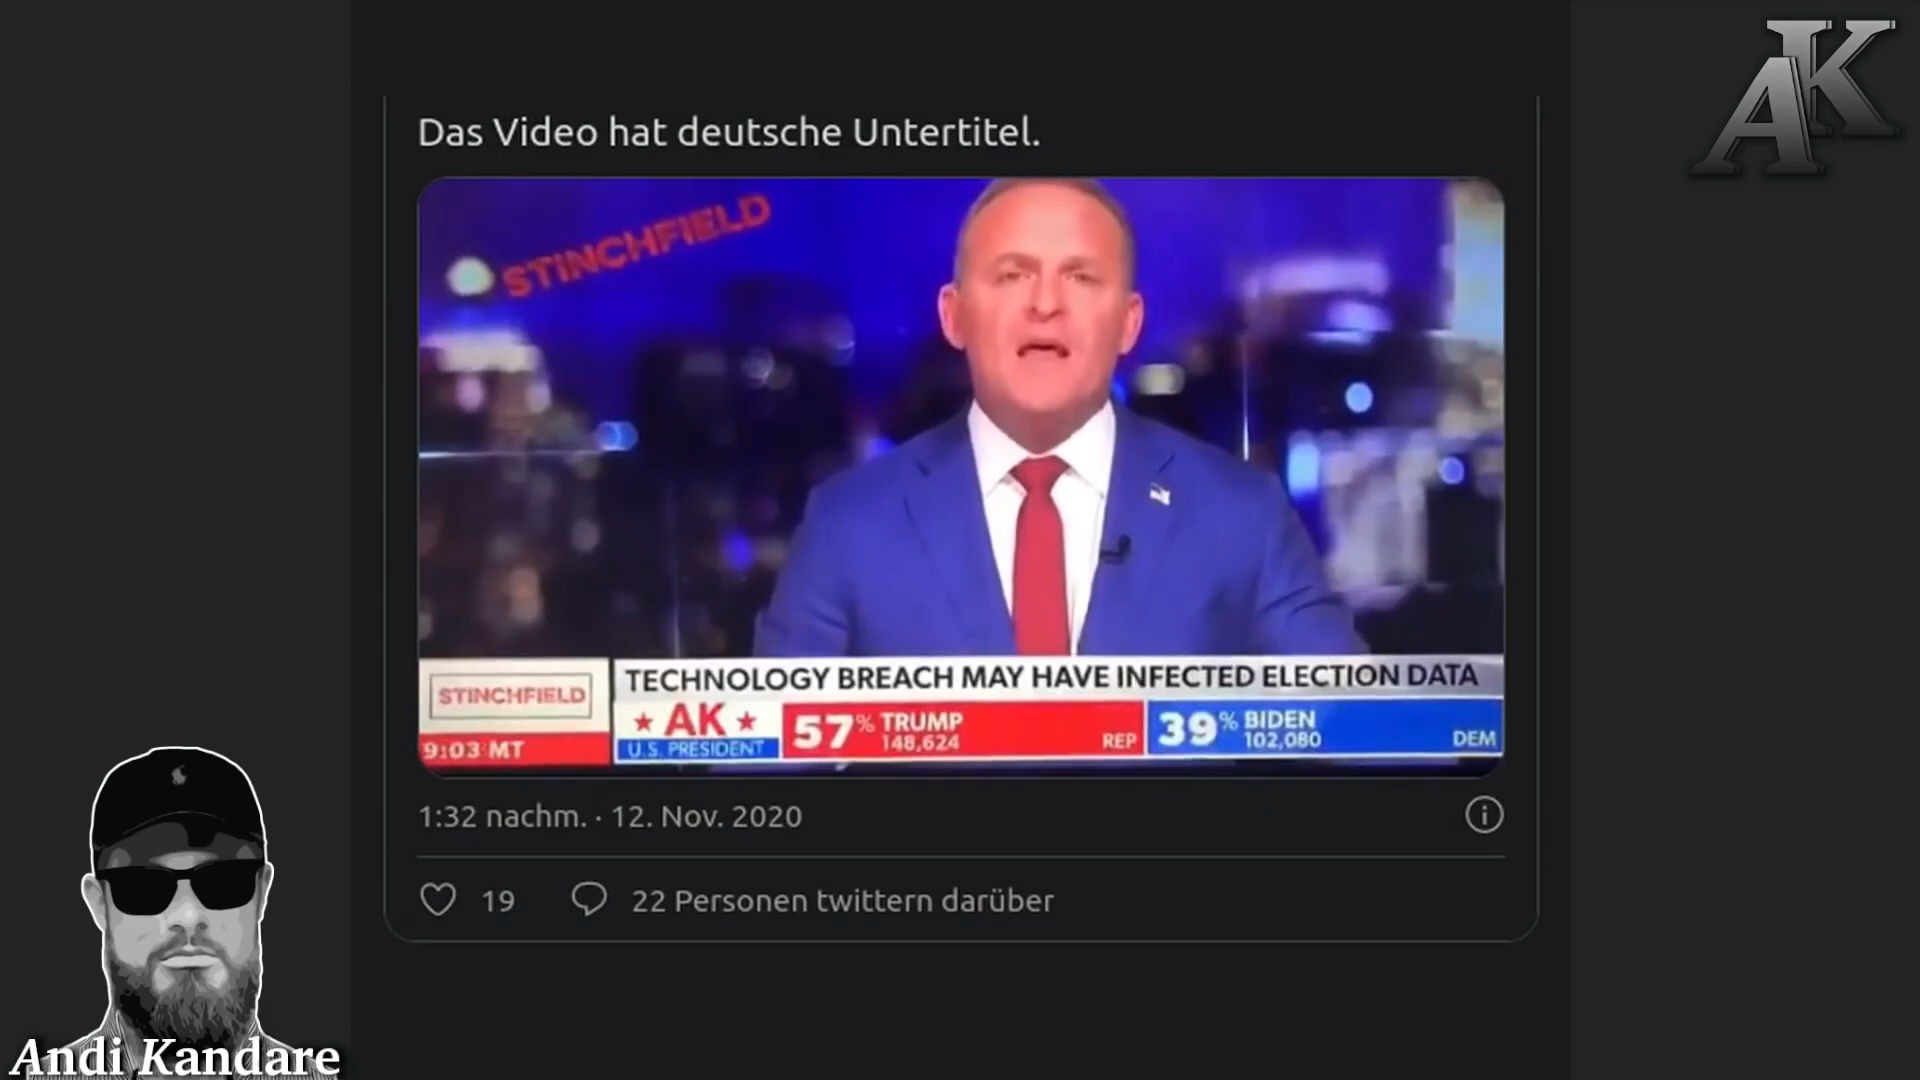 AK
Das Video hat deutsche Untertitel.
STINCHFIELD
STINCHFIELD
TECHNOLOGY BREACH MAY HAVE INFECTED ELECTION DATA
9:03 MT
★ AK ★
U.S. PRESIDENT
57% TRUMP
148,624
REP
39% BIDEN
102,080
DEM
1:32 nachm. · 12. Nov. 2020
19
22 Personen twittern darüber
Andi Kandare